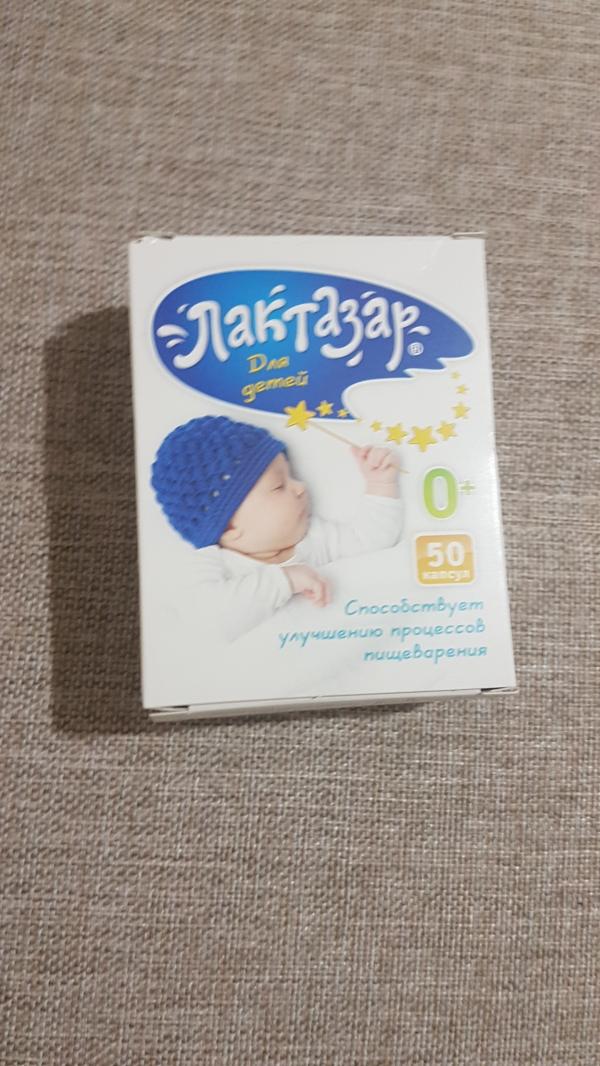 Лактазар®
Для
детей
0+
50
капсул
Способствует
улучшению процессов
пищеварения